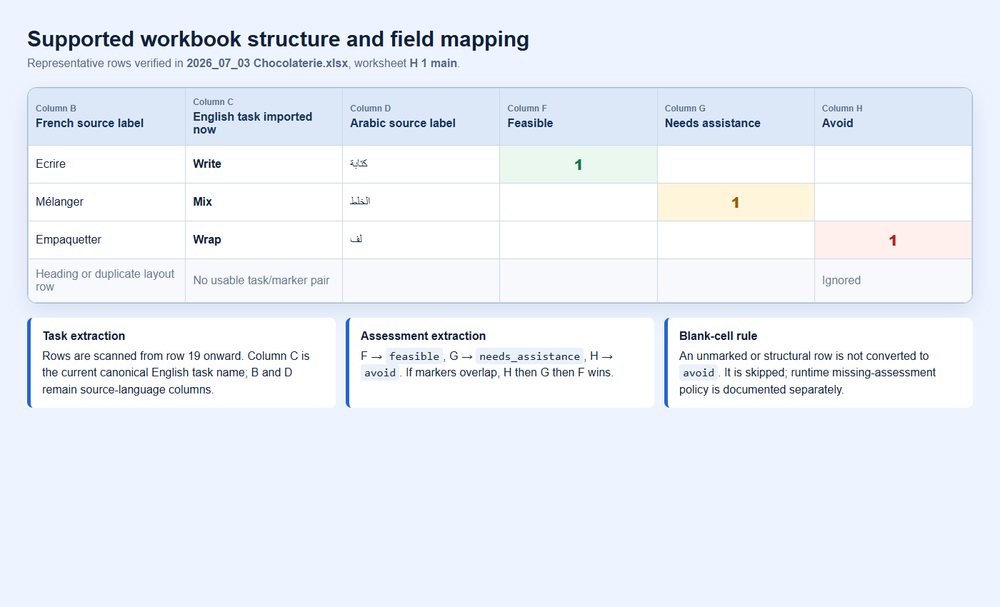 Supported workbook structure and field mapping
Representative rows verified in 2026_07_03 Chocolaterie.xlsx, worksheet H 1 main.
Column B
French source label
Column C
English task imported
now
Column D
Arabic source label
Column F
Feasible
Column G
Needs assistance
Column H
Avoid
Ecrire
Write
كتابة
1
Mélanger
Mix
الخلط
1
Empaquetter
Wrap
لف
1
Heading or duplicate layout
row
No usable task/marker pair
Ignored
Task extraction
Rows are scanned from row 19 onward. Column C is
the current canonical English task name; B and D
remain source-language columns.
Assessment extraction
F → feasible, G → needs_assistance, H →
avoid. If markers overlap, H then G then F wins.
Blank-cell rule
An unmarked or structural row is not converted to
avoid. It is skipped; runtime missing-assessment
policy is documented separately.